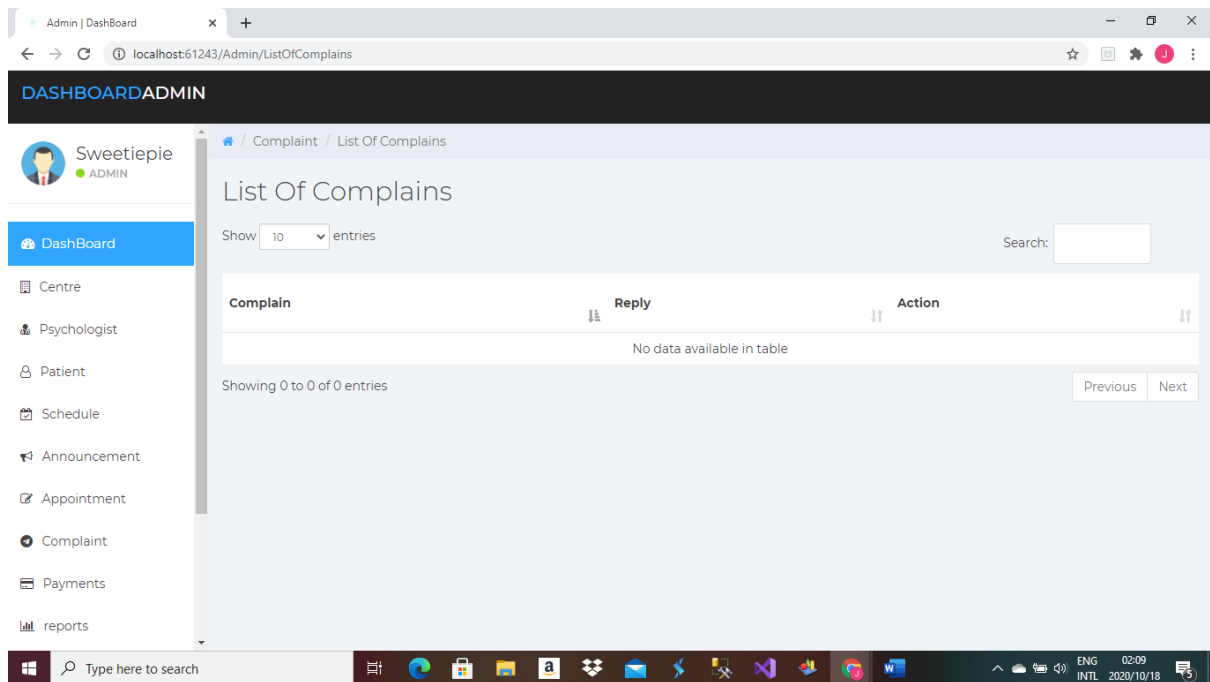 Admin | DashBoard
localhost:61243/Admin/ListOfComplains
J
DASHBOARDADMIN
Sweetiepie
ADMIN
DashBoard
Centre
Psychologist
Patient
Schedule
Announcement
Appointment
Complaint
Payments
reports
/ Complaint / List Of Complains
List Of Complains
Show 10 entries
Search:
Complain Reply Action
No data available in table
Showing 0 to 0 of 0 entries
Previous Next
Type here to search
a
W
ENG 02:09
INTL 2020/10/18
5